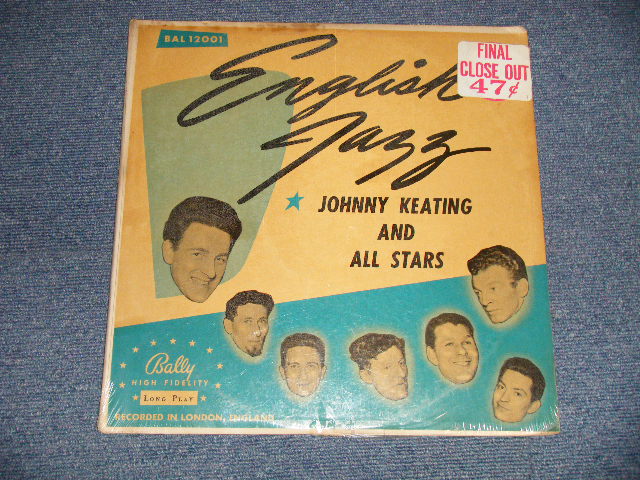 BAL 12001
English
Jazz
FINAL
CLOSE OUT
47¢
JOHNNY KEATING
AND
ALL STARS
Bally
HIGH FIDELITY
LONG PLAY
RECORDED IN LONDON, ENGLAND